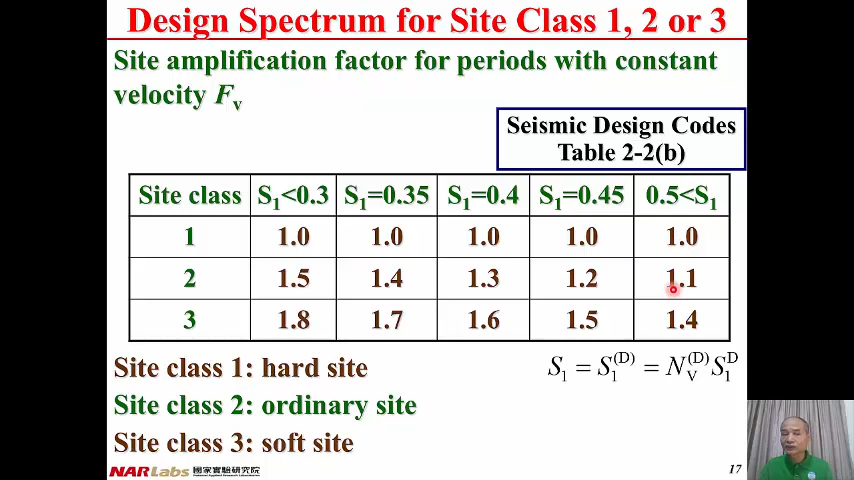 Design Spectrum for Site Class 1, 2 or 3
Site amplification factor for periods with constant
velocity Fv
Seismic Design Codes
Table 2-2(b)
Site class S1<0.3 S1=0.35 S1=0.4 S1=0.45 0.5<S1
1 1.0 1.0 1.0 1.0 1.0
2 1.5 1.4 1.3 1.2 1.1
3 1.8 1.7 1.6 1.5 1.4
Site class 1: hard site
S1 = S1(D) = NV(D) S1D
Site class 2: ordinary site
Site class 3: soft site
NARLabs 國家實驗研究院
17